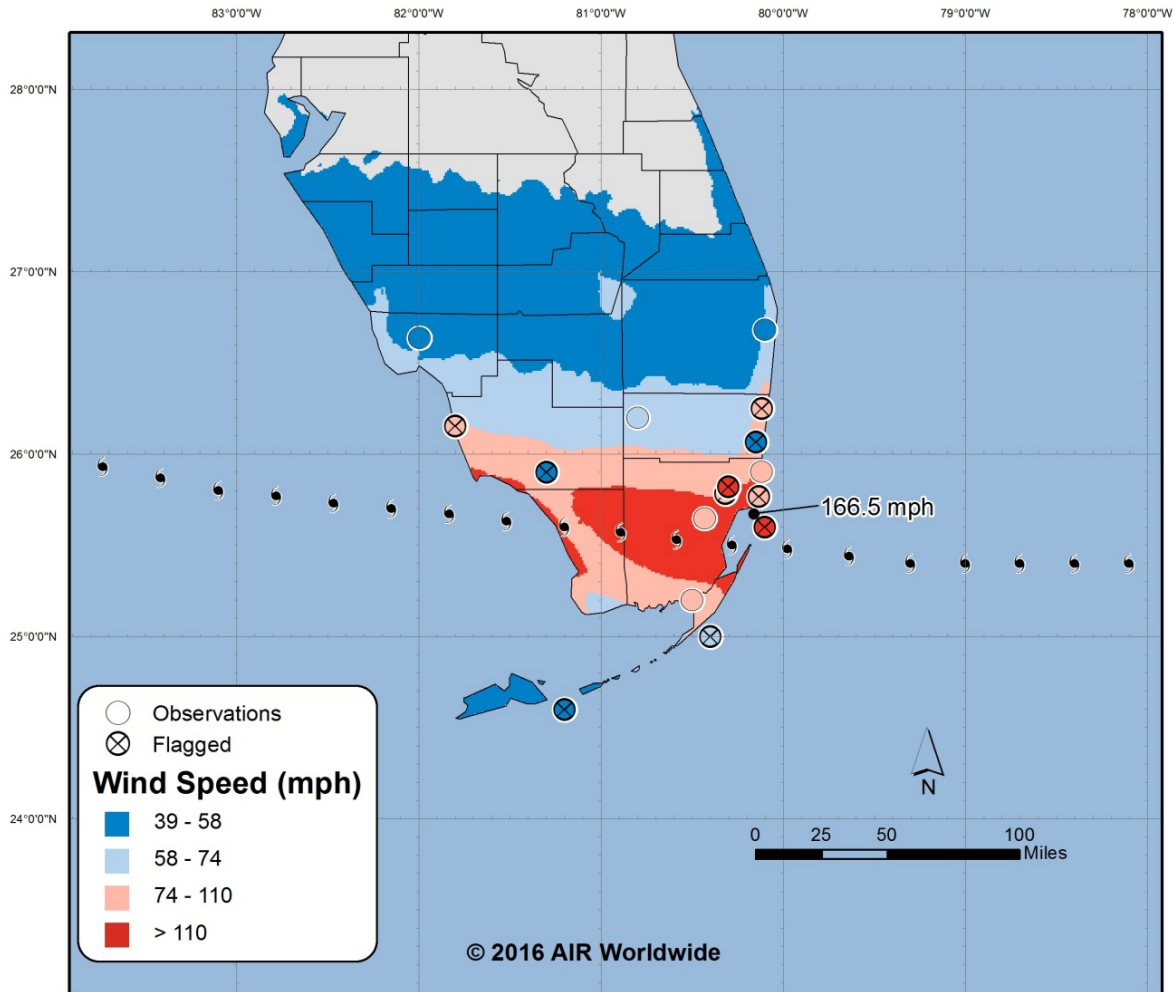 83°0'0"W 82°0'0"W 81°0'0"W 80°0'0"W 79°0'0"W 78°0'0"W
28°0'0"N
27°0'0"N
26°0'0"N
166.5 mph
25°0'0"N
24°0'0"N
Observations
Flagged
Wind Speed (mph)
39 - 58
58 - 74
74 - 110
> 110
N
0 25 50 100
Miles
© 2016 AIR Worldwide